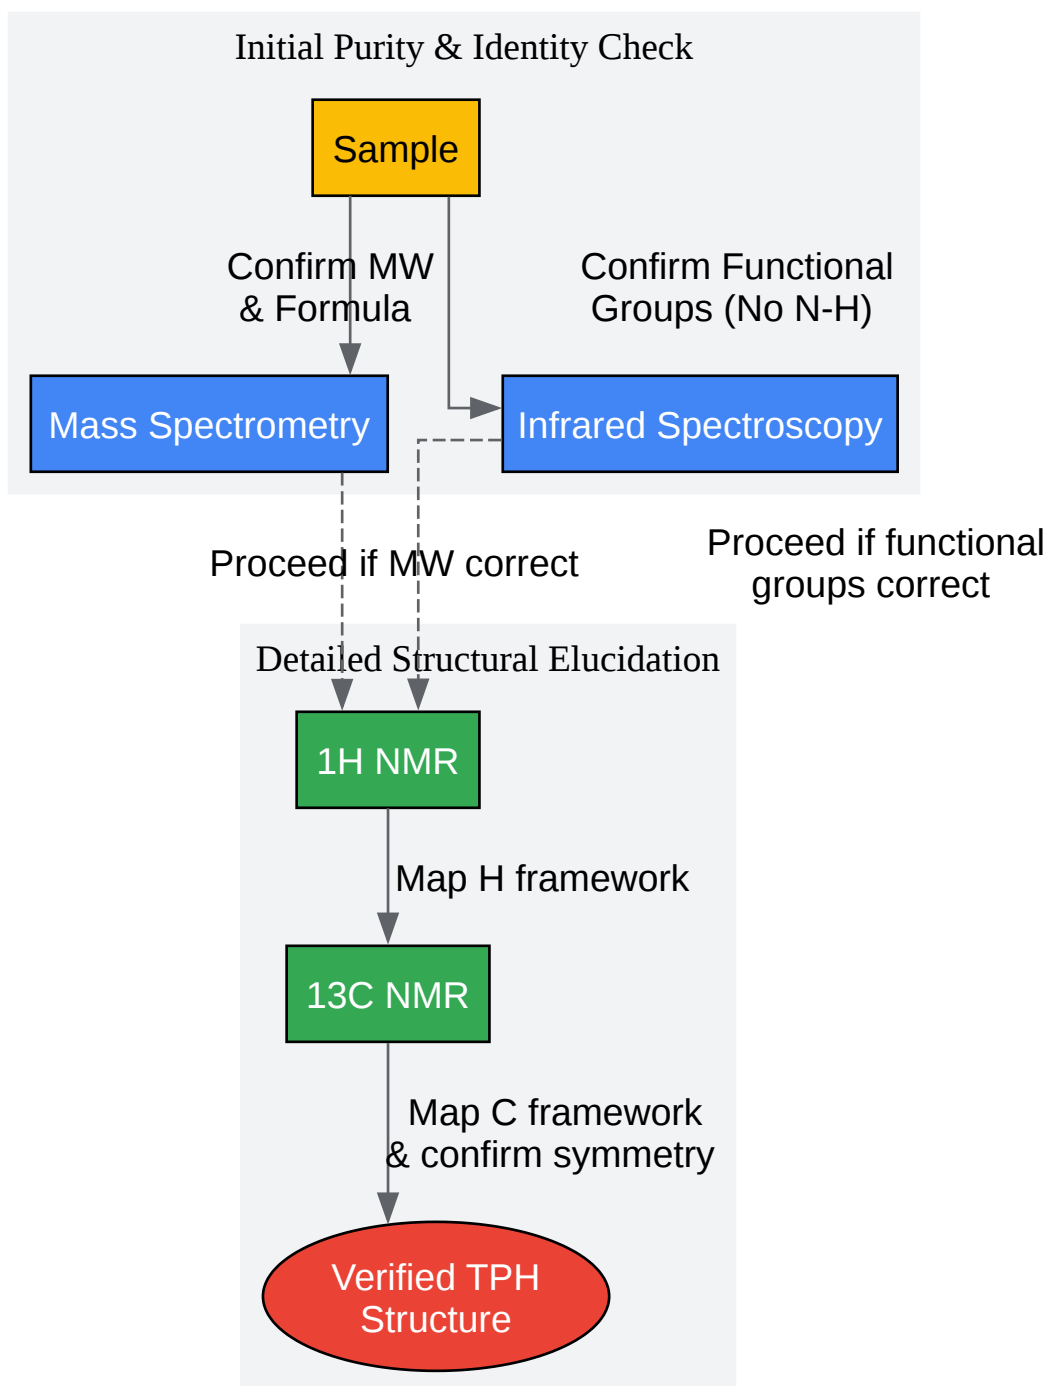 Initial Purity & Identity Check
Sample
Confirm MW
& Formula
Confirm Functional
Groups (No N-H)
Mass Spectrometry
Infrared Spectroscopy
Proceed if MW correct
Proceed if functional
groups correct
Detailed Structural Elucidation
1H NMR
Map H framework
13C NMR
Map C framework
& confirm symmetry
Verified TPH
Structure